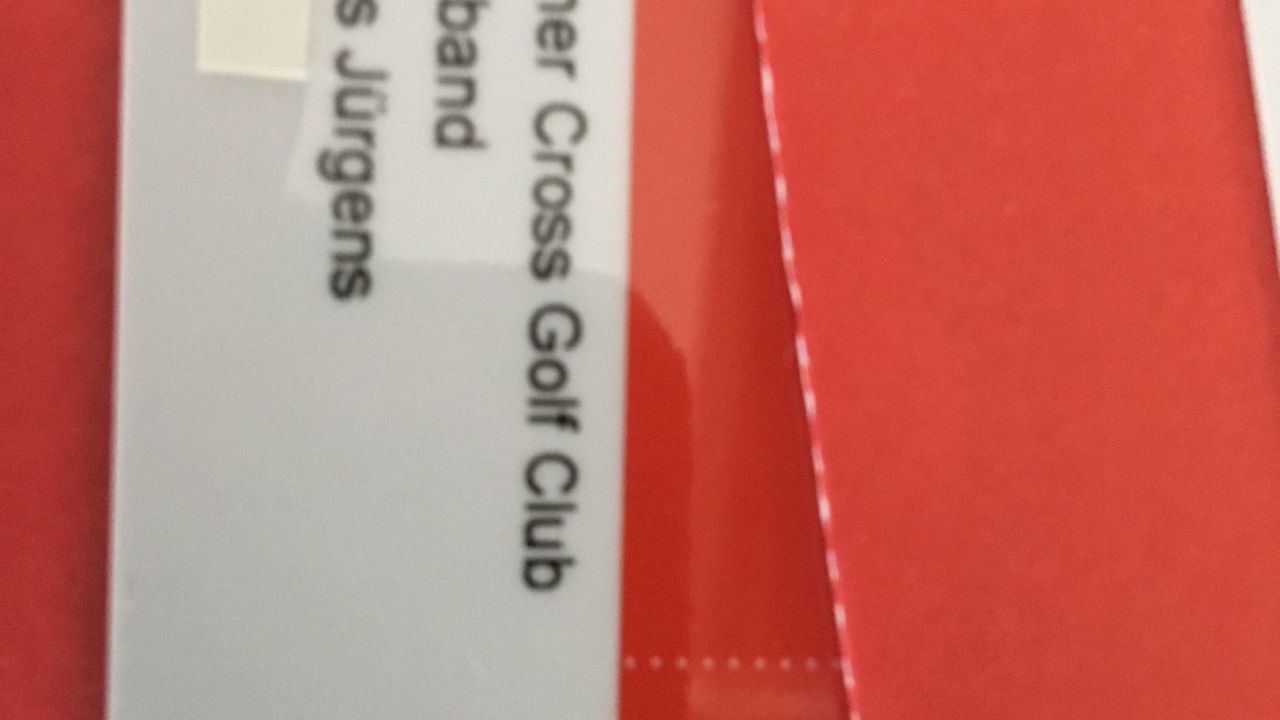 ner Cross Golf Club
band
s Jürgens